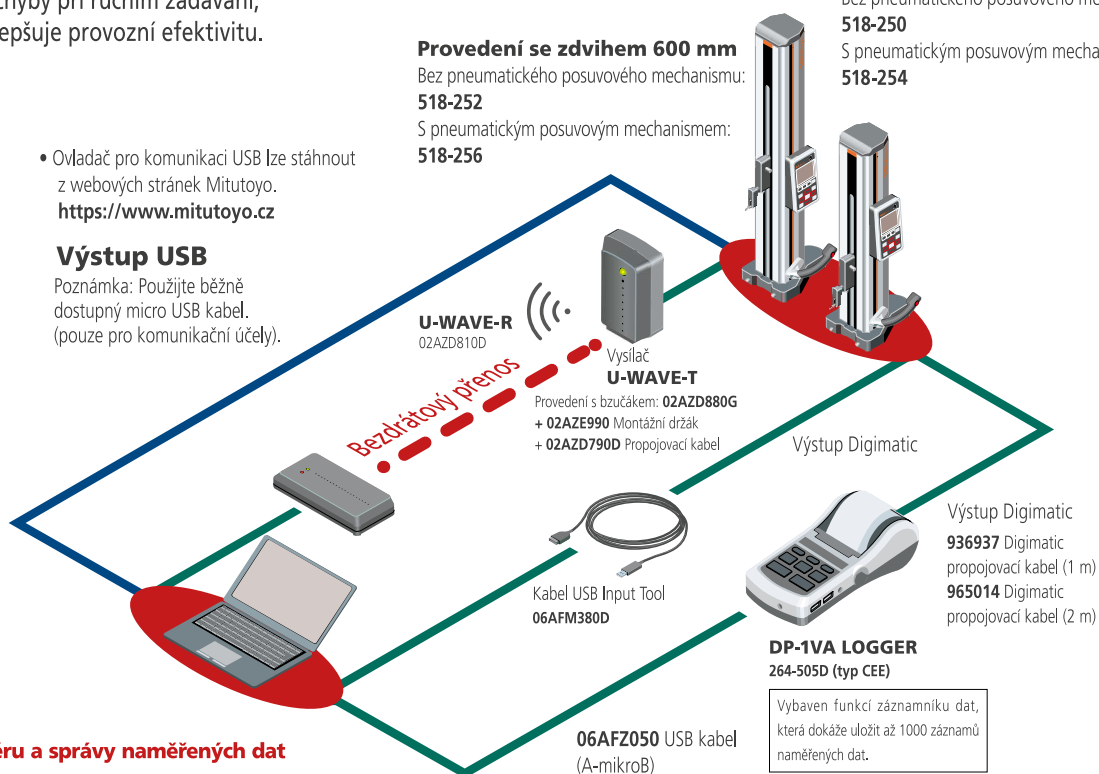 chyby při ručním zadávání,
epšuje provozní efektivitu.
Bez pneumatického posuvového me
518-250
S pneumatickým posuvovým mecha
518-254
Provedení se zdvihem 600 mm
Bez pneumatického posuvového mechanismu:
518-252
S pneumatickým posuvovým mechanismem:
518-256
• Ovladač pro komunikaci USB lze stáhnout
z webových stránek Mitutoyo.
https://www.mitutoyo.cz
Výstup USB
Poznámka: Použijte běžně
dostupný micro USB kabel.
(pouze pro komunikační účely).
U-WAVE-R
02AZD810D
Vysílač
U-WAVE-T
Provedení s bzučákem: 02AZD880G
+ 02AZE990 Montážní držák
+ 02AZD790D Propojovací kabel
Bezdrátový přenos
Výstup Digimatic
Výstup Digimatic
936937 Digimatic
propojovací kabel (1 m)
965014 Digimatic
propojovací kabel (2 m)
Kabel USB Input Tool
06AFM380D
DP-1VA LOGGER
264-505D (typ CEE)
Vybaven funkcí záznamníku dat,
která dokáže uložit až 1000 záznamů
naměřených dat.
ěru a správy naměřených dat
06AFZ050 USB kabel
(A-mikroB)